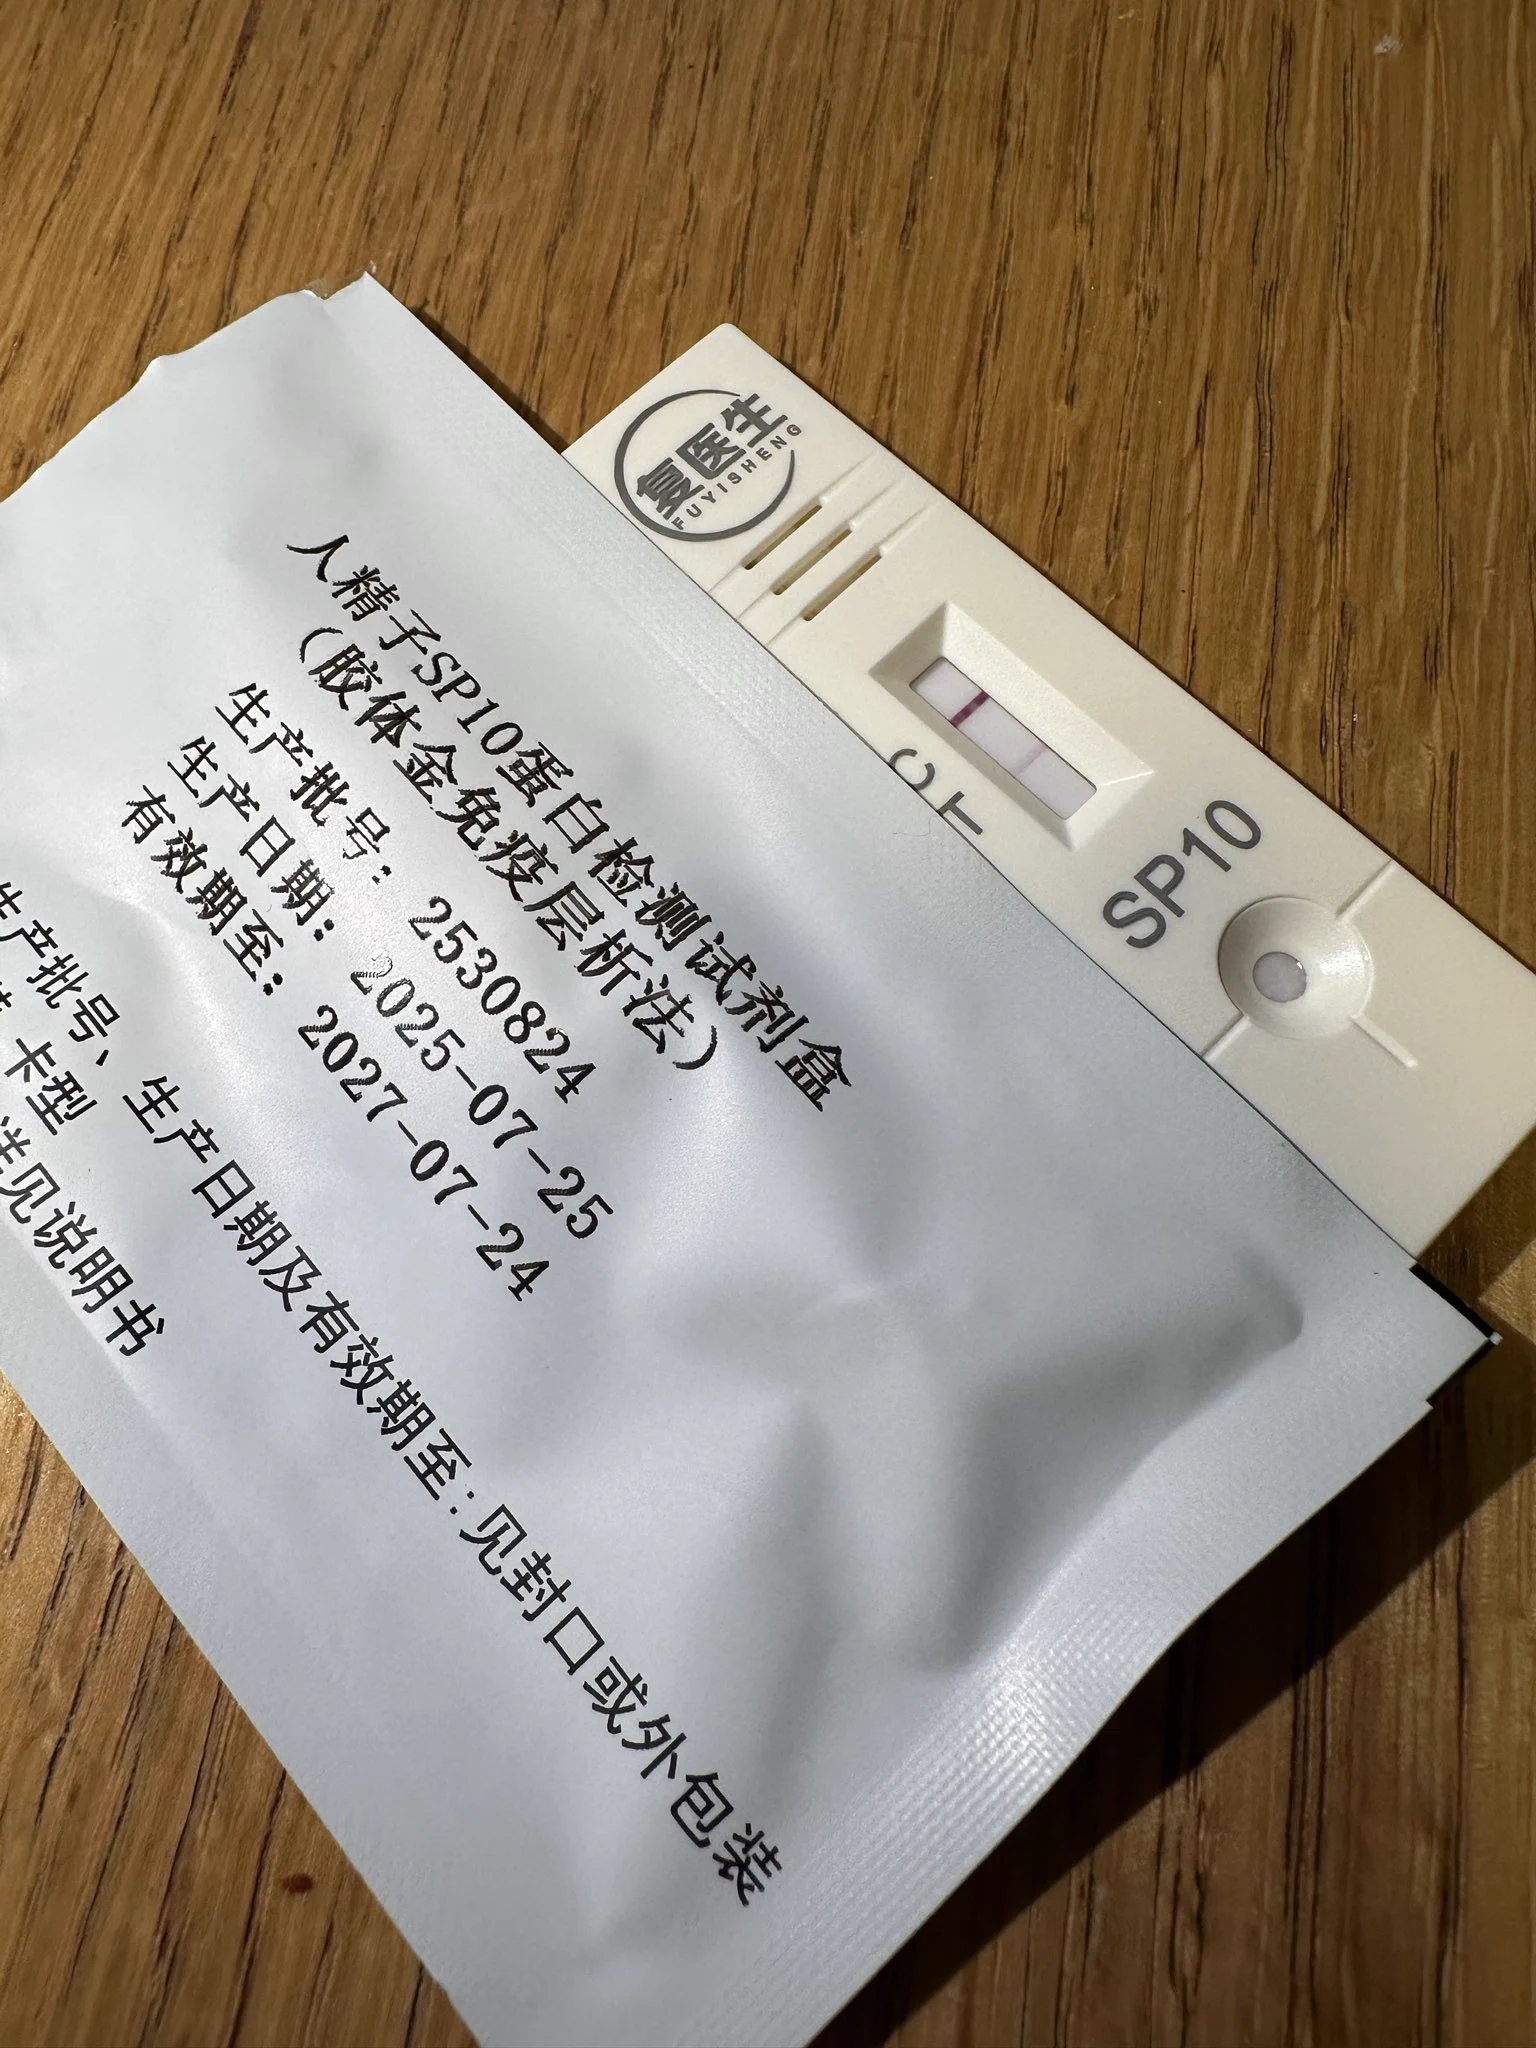 复医生
FUYISHENG
C
T
SP10
人精子SP10蛋白检测试剂盒
（胶体金免疫层析法）
生产批号：2530824
生产日期：2025-07-25
有效期至：2027-07-24
生产批号、生产日期及有效期至：见封口或外包装
卡型
详见说明书